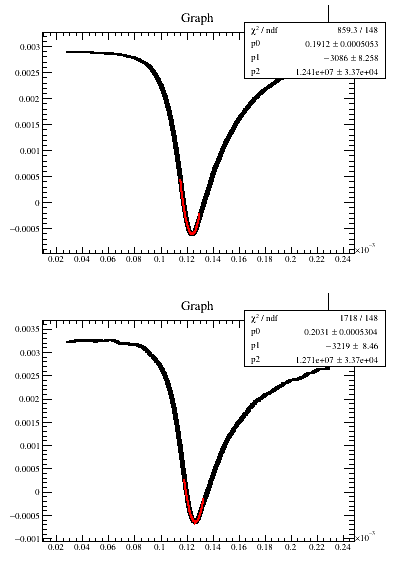 Graph
χ² / ndf 859.3 / 148
p0 0.1912 ± 0.0005053
p1 −3086 ± 8.258
p2 1.241e+07 ± 3.37e+04
0.003
0.0025
0.002
0.0015
0.001
0.0005
0
−0.0005
0.02 0.04 0.06 0.08 0.1 0.12 0.14 0.16 0.18 0.2 0.22 0.24
×10⁻³
Graph
χ² / ndf 1718 / 148
p0 0.2031 ± 0.0005304
p1 −3219 ± 8.46
p2 1.271e+07 ± 3.37e+04
0.0035
0.003
0.0025
0.002
0.0015
0.001
0.0005
0
−0.0005
−0.001
0.02 0.04 0.06 0.08 0.1 0.12 0.14 0.16 0.18 0.2 0.22 0.24
×10⁻³